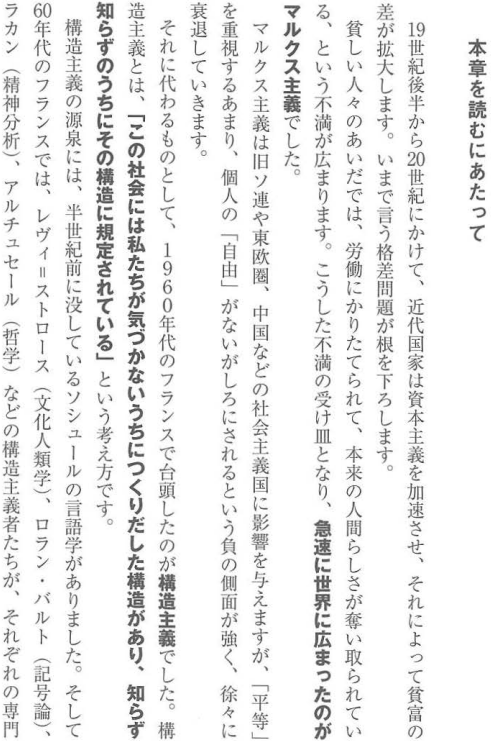 本章を読むにあたって
19世紀後半から20世紀にかけて、近代国家は資本主義を加速させ、それによって貧富の
差が拡大します。いまで言う格差問題が根を下ろします。
貧しい人々のあいだでは、労働にかりたてられて、本来の人間らしさが奪い取られてい
る、という不満が広まります。こうした不満の受け皿となり、急速に世界に広まったのが
マルクス主義でした。
マルクス主義は旧ソ連や東欧圏、中国などの社会主義国に影響を与えますが、「平等」
を重視するあまり、個人の「自由」がないがしろにされるという負の側面が強く、徐々に
衰退していきます。
それに代わるものとして、1960年代のフランスで台頭したのが構造主義でした。構
造主義とは、「この社会には私たちが気づかないうちにつくりだした構造があり、知らず
知らずのうちにその構造に規定されている」という考え方です。
構造主義の源泉には、半世紀前に没しているソシュールの言語学がありました。そして
60年代のフランスでは、レヴィ＝ストロース（文化人類学）、ロラン・バルト（記号論）、
ラカン（精神分析）、アルチュセール（哲学）などの構造主義者たちが、それぞれの専門